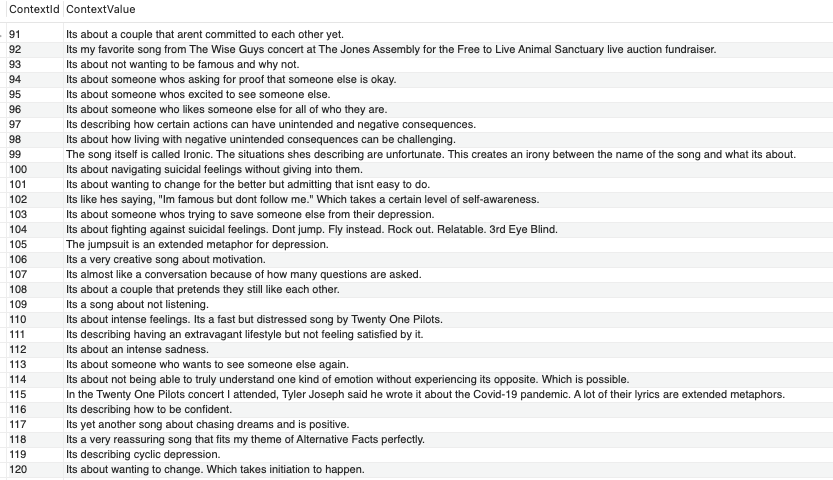 ContextId ContextValue
91 Its about a couple that arent committed to each other yet.
92 Its my favorite song from The Wise Guys concert at The Jones Assembly for the Free to Live Animal Sanctuary live auction fundraiser.
93 Its about not wanting to be famous and why not.
94 Its about someone whos asking for proof that someone else is okay.
95 Its about someone whos excited to see someone else.
96 Its about someone who likes someone else for all of who they are.
97 Its describing how certain actions can have unintended and negative consequences.
98 Its about how living with negative unintended consequences can be challenging.
99 The song itself is called Ironic. The situations shes describing are unfortunate. This creates an irony between the name of the song and what its about.
100 Its about navigating suicidal feelings without giving into them.
101 Its about wanting to change for the better but admitting that isnt easy to do.
102 Its like hes saying, "Im famous but dont follow me." Which takes a certain level of self-awareness.
103 Its about someone whos trying to save someone else from their depression.
104 Its about fighting against suicidal feelings. Dont jump. Fly instead. Rock out. Relatable. 3rd Eye Blind.
105 The jumpsuit is an extended metaphor for depression.
106 Its a very creative song about motivation.
107 Its almost like a conversation because of how many questions are asked.
108 Its about a couple that pretends they still like each other.
109 Its a song about not listening.
110 Its about intense feelings. Its a fast but distressed song by Twenty One Pilots.
111 Its describing having an extravagant lifestyle but not feeling satisfied by it.
112 Its about an intense sadness.
113 Its about someone who wants to see someone else again.
114 Its about not being able to truly understand one kind of emotion without experiencing its opposite. Which is possible.
115 In the Twenty One Pilots concert I attended, Tyler Joseph said he wrote it about the Covid-19 pandemic. A lot of their lyrics are extended metaphors.
116 Its describing how to be confident.
117 Its yet another song about chasing dreams and is positive.
118 Its a very reassuring song that fits my theme of Alternative Facts perfectly.
119 Its describing cyclic depression.
120 Its about wanting to change. Which takes initiation to happen.